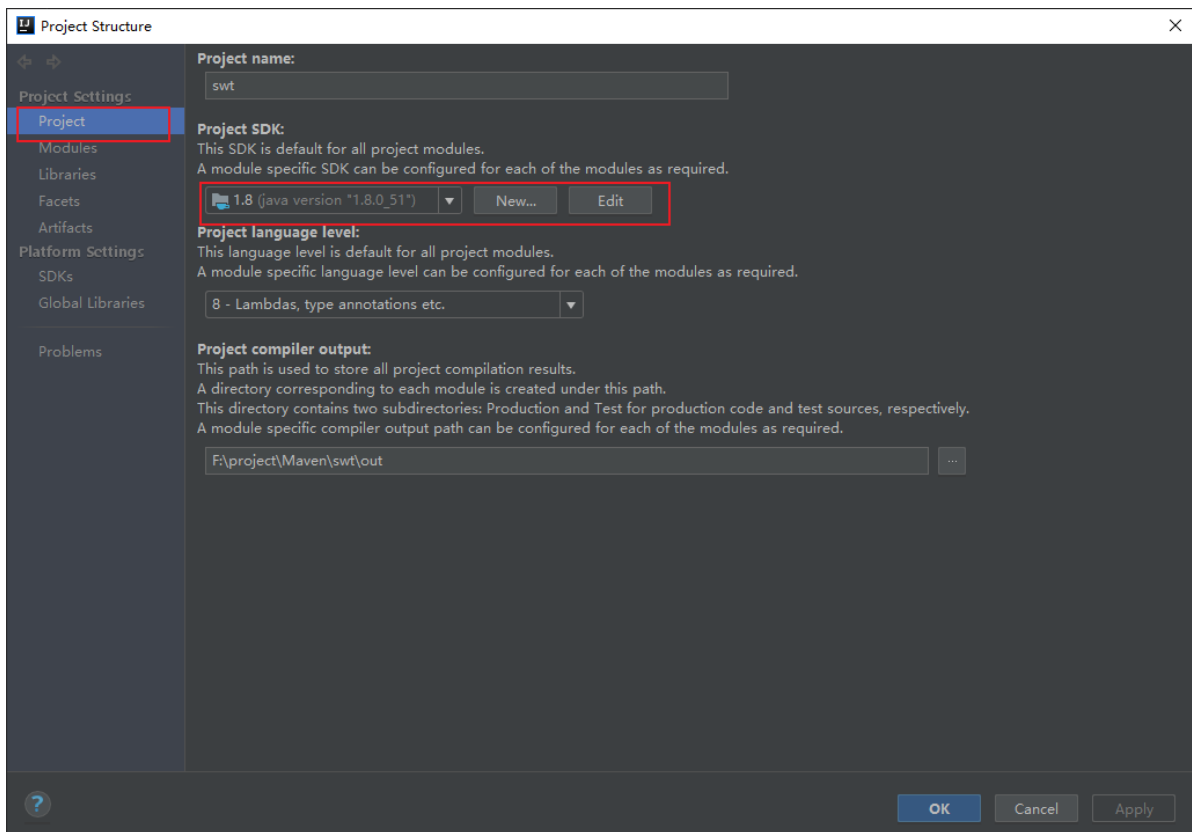 Project Structure
Project Settings
Project
Modules
Libraries
Facets
Artifacts
Platform Settings
SDKs
Global Libraries
Problems
Project name:
swt
Project SDK:
This SDK is default for all project modules.
A module specific SDK can be configured for each of the modules as required.
1.8 (java version "1.8.0_51") New... Edit
Project language level:
This language level is default for all project modules.
A module specific language level can be configured for each of the modules as required.
8 - Lambdas, type annotations etc.
Project compiler output:
This path is used to store all project compilation results.
A directory corresponding to each module is created under this path.
This directory contains two subdirectories: Production and Test for production code and test sources, respectively.
A module specific compiler output path can be configured for each of the modules as required.
F:\project\Maven\swt\out ...
? OK Cancel Apply